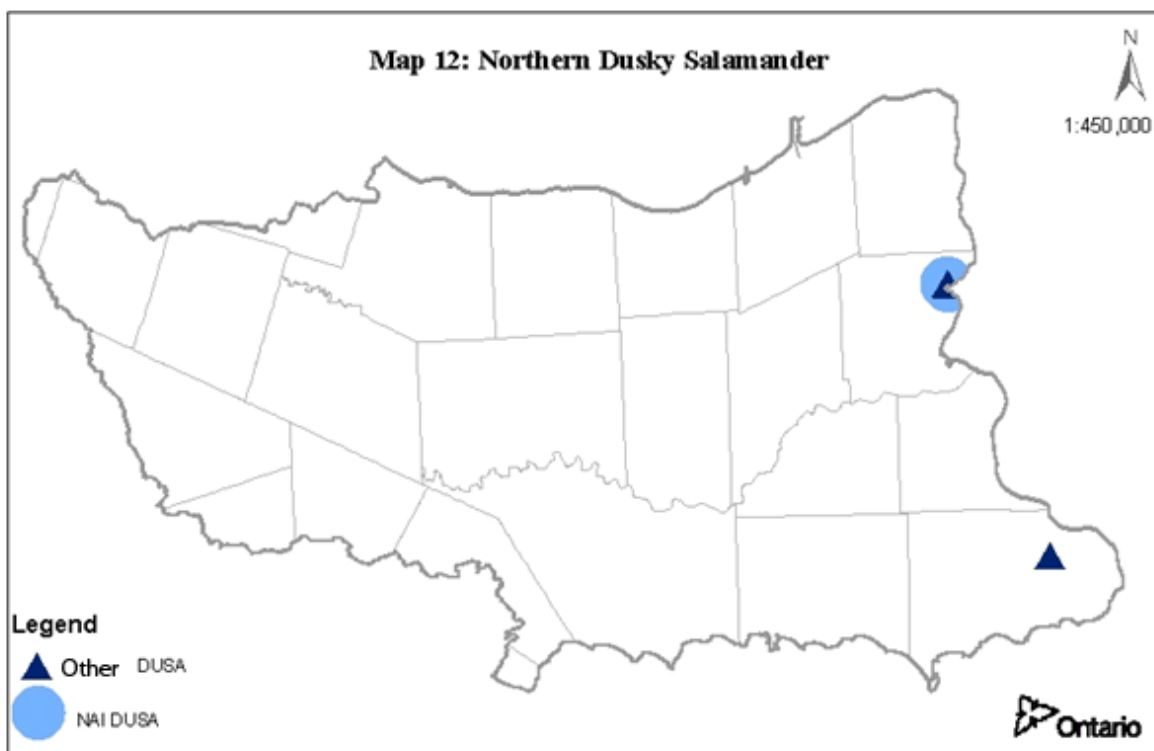 Map 12: Northern Dusky Salamander
N
1:450,000
Legend
Other DUSA
NAI DUSA
Ontario